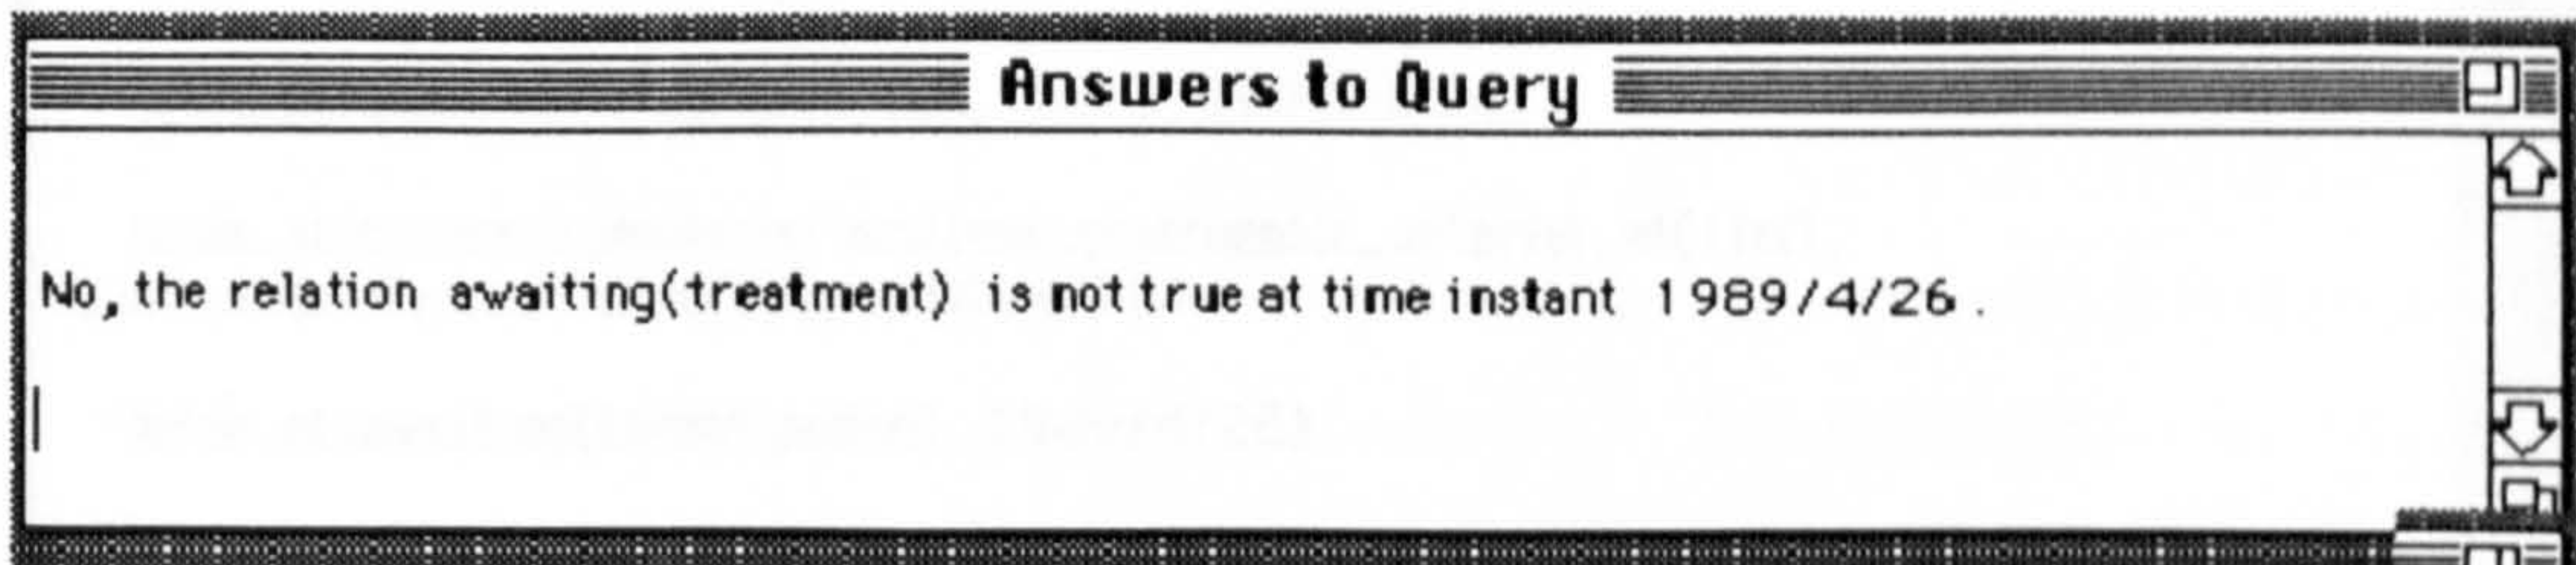 Answers to Query
No, the relation awaiting(treatment) is not true at time instant 1989/4/26.